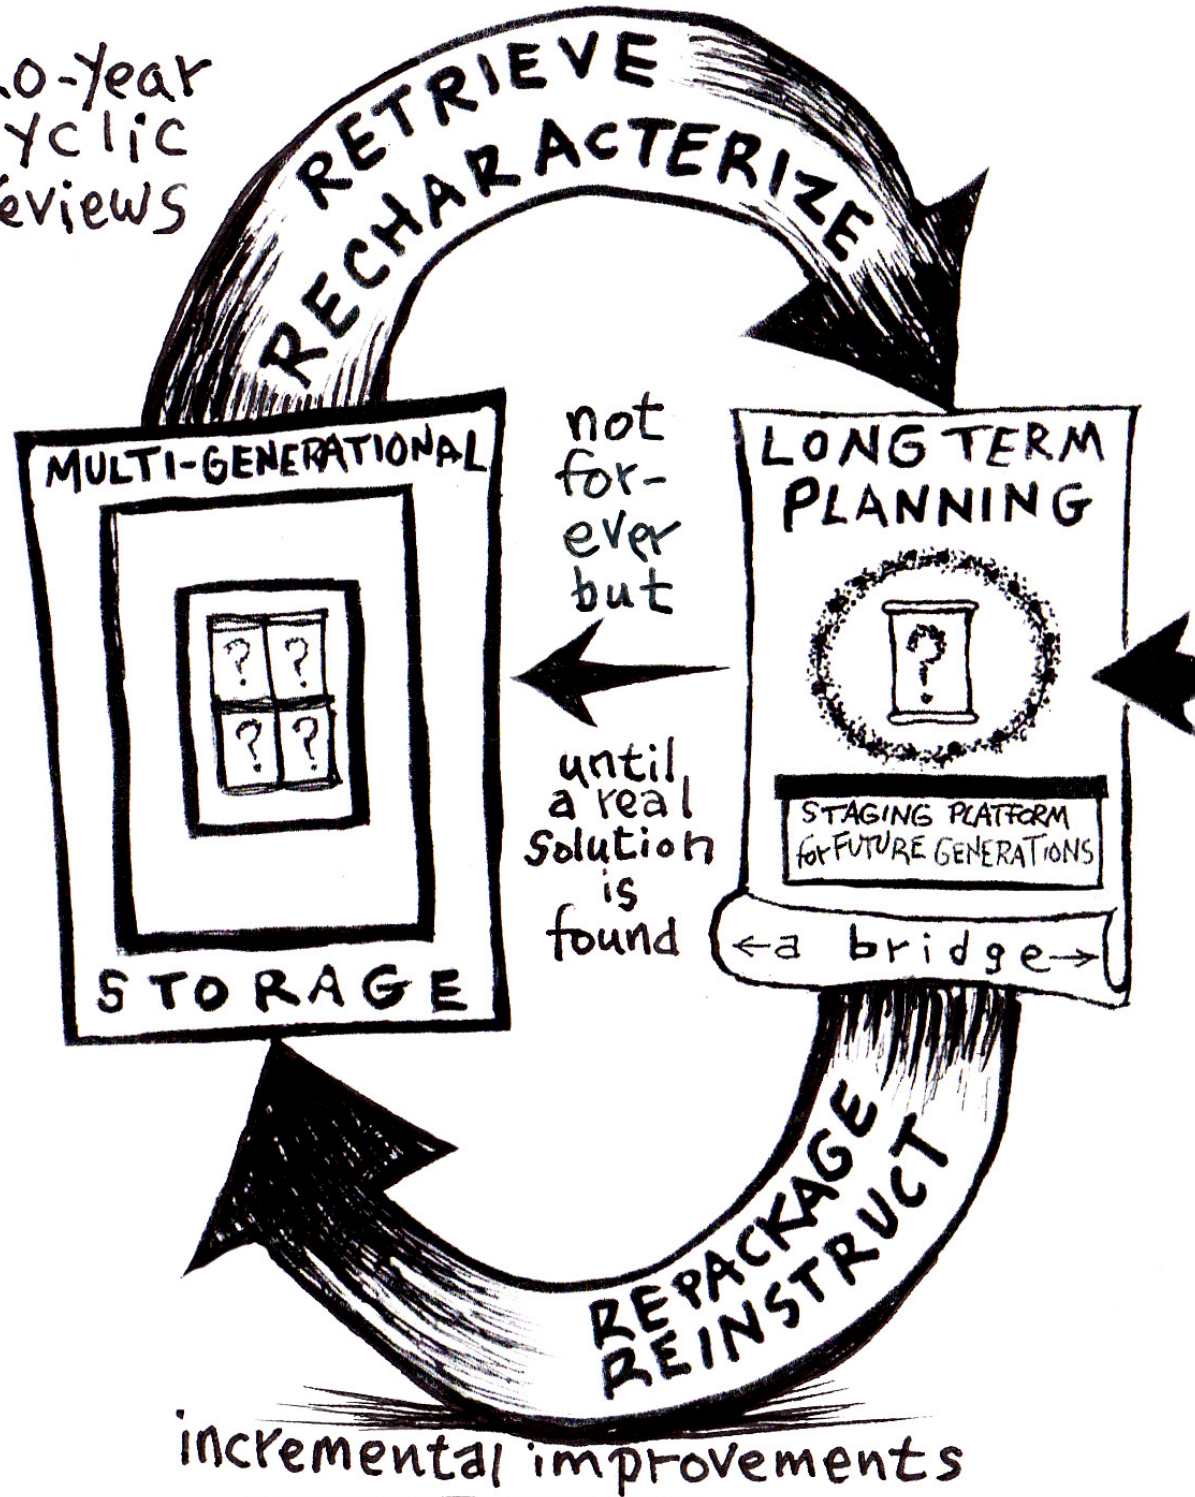 0-year
yclic
eviews
RETRIEVE
RECHARACTERIZE
MULTI-GENERATIONAL
? ?
? ?
STORAGE
not
for-
ever
but
until
a real
solution
is
found
LONG TERM
PLANNING
?
STAGING PLATFORM
for FUTURE GENERATIONS
←a bridge→
REPACKAGE
REINSTRUCT
incremental improvements